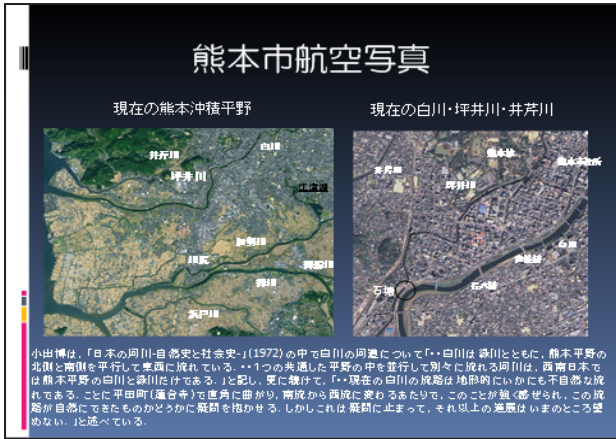 熊本市航空写真
現在の熊本沖積平野
現在の白川・坪井川・井芹川
井芹川
白川
坪井川
江津湖
加勢川
川尻
緑川
浜戸川
熊本城
井芹川
坪井川
白川
石塘
小出博は、「日本の河川-自然史と社会史-」(1972)の中で白川の河道について「・・白川は緑川とともに、熊本平野の
北側と南側を平行して東西に流れている。・・1つの共通した平野の中を並行して別々に流れる河川は、西南日本で
は熊本平野の白川と緑川だけである。」と記し、更に続けて、「・・現在の白川の流路は地形的にいかにも不自然な流
れである。ことに平田町(蓮台寺)で直角に曲がり、南流から西流に変わるあたりで、このことが強く感ぜられ、この流
路が自然にできたものかどうかに疑問を抱かせる。しかしこれは疑問に止まって、それ以上の進展はいまのところ望
めない。」と述べている。